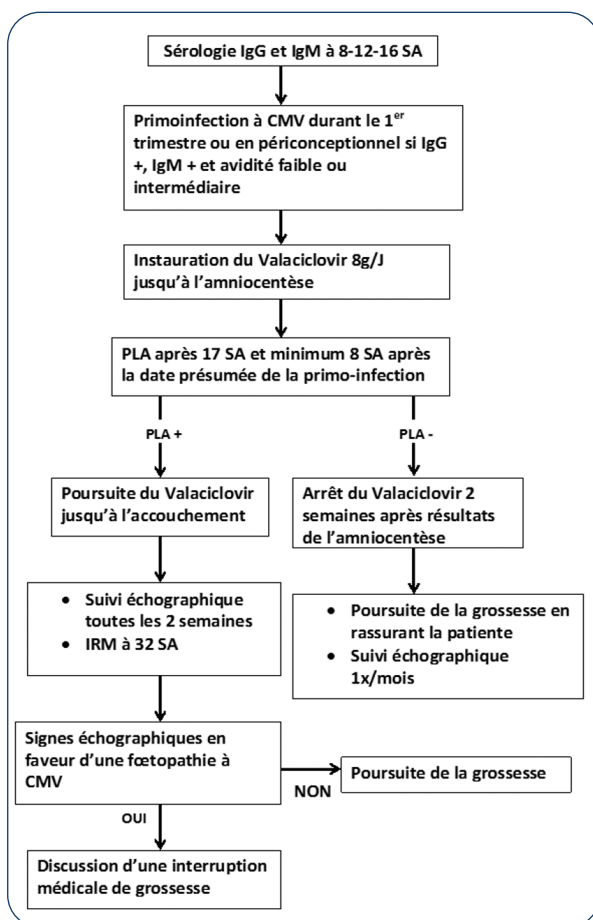 Sérologie IgG et IgM à 8-12-16 SA
Primoinfection à CMV durant le 1er
trimestre ou en périconceptionnel si IgG
+, IgM + et avidité faible ou
intermédiaire
Instauration du Valaciclovir 8g/J
jusqu’à l’amniocentèse
PLA après 17 SA et minimum 8 SA après
la date présumée de la primo-infection
PLA +
PLA -
Poursuite du Valaciclovir
jusqu’à l’accouchement
Arrêt du Valaciclovir 2
semaines après résultats
de l’amniocentèse
• Suivi échographique
toutes les 2 semaines
• IRM à 32 SA
• Poursuite de la grossesse en
rassurant la patiente
• Suivi échographique
1x/mois
Signes échographiques en
faveur d’une fœtopathie à
CMV
NON
Poursuite de la grossesse
OUI
Discussion d’une interruption
médicale de grossesse